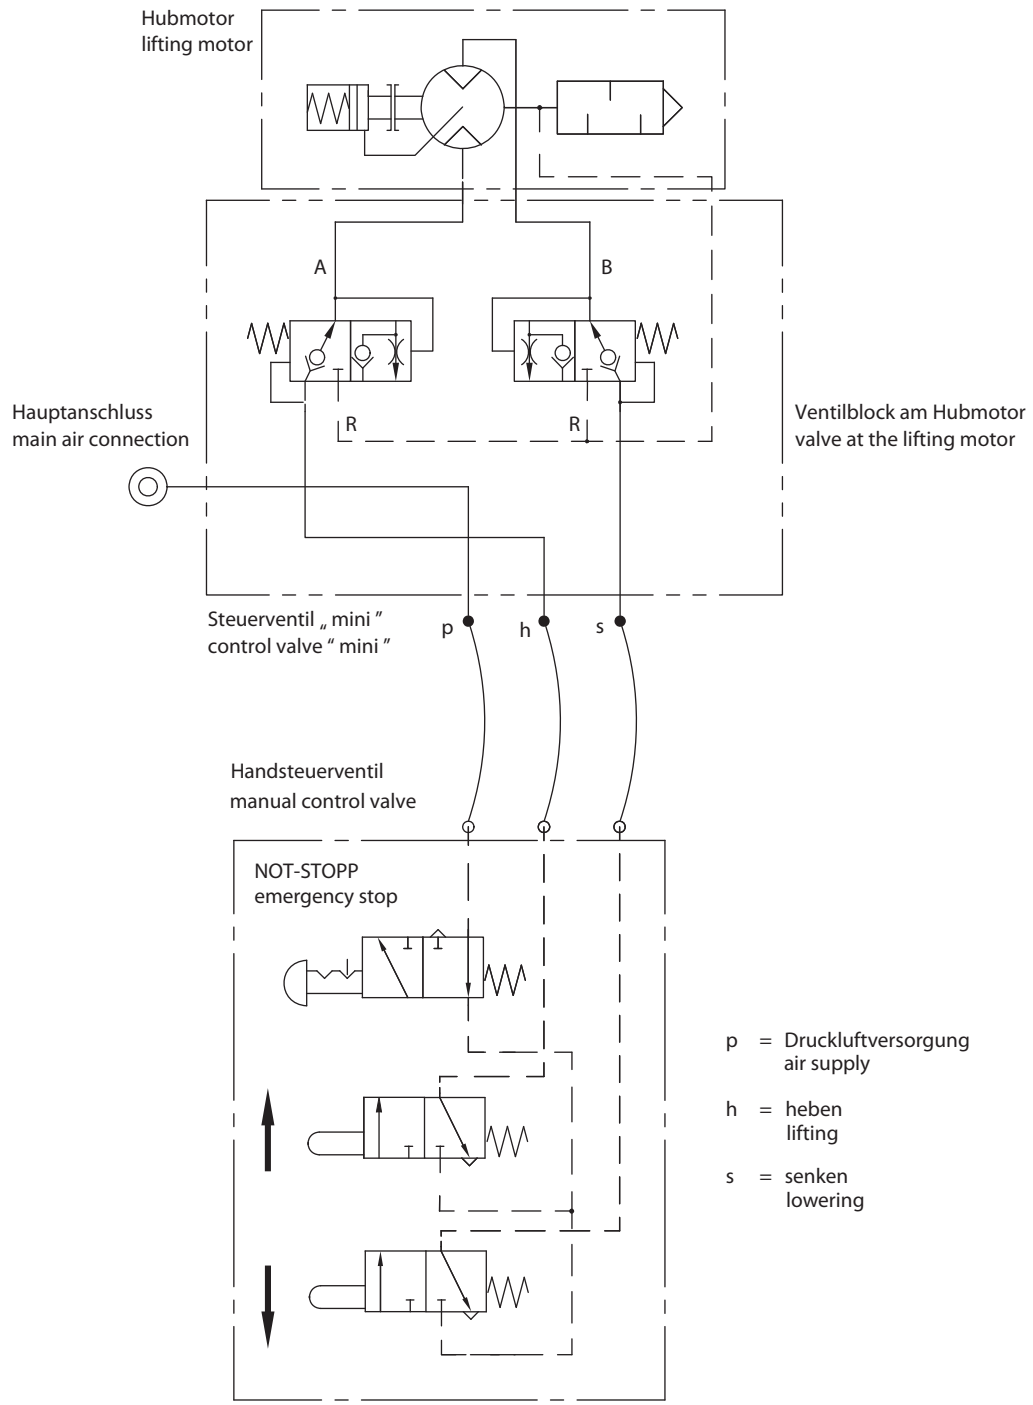 Hubmotor
lifting motor
A
B
Hauptanschluss
main air connection
R
R
Ventilblock am Hubmotor
valve at the lifting motor
Steuerventil „ mini ”
control valve “ mini ”
p
h
s
Handsteuerventil
manual control valve
NOT-STOPP
emergency stop
p = Druckluftversorgung
air supply
h = heben
lifting
s = senken
lowering